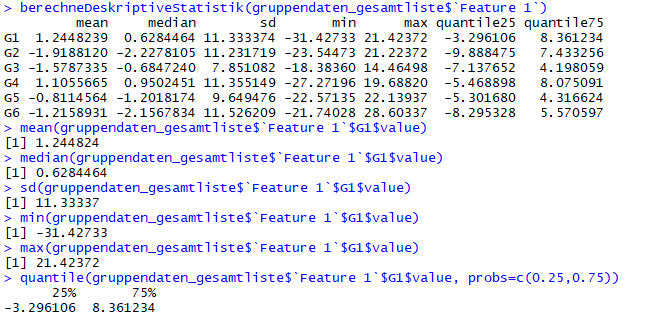 > berechneDeskriptiveStatistik(gruppendaten_gesamtliste$`Feature 1`)
mean median sd min max quantile25 quantile75
G1 1.2448239 0.6284464 11.333374 -31.42733 21.42372 -3.296106 8.361234
G2 -1.9188120 -2.2278105 11.231719 -23.54473 21.22372 -9.888475 7.433256
G3 -1.5787335 -0.6847240 7.851082 -18.38360 14.46498 -7.137652 4.198059
G4 1.1055665 0.9502451 11.355149 -27.27196 19.68820 -5.468898 8.075091
G5 -0.8114564 -1.2018174 9.649476 -22.57135 22.13937 -5.301680 4.316624
G6 -1.2158931 -2.1567834 11.526209 -21.74028 28.60337 -8.295328 5.570597
> mean(gruppendaten_gesamtliste$`Feature 1`$G1$value)
[1] 1.244824
> median(gruppendaten_gesamtliste$`Feature 1`$G1$value)
[1] 0.6284464
> sd(gruppendaten_gesamtliste$`Feature 1`$G1$value)
[1] 11.33337
> min(gruppendaten_gesamtliste$`Feature 1`$G1$value)
[1] -31.42733
> max(gruppendaten_gesamtliste$`Feature 1`$G1$value)
[1] 21.42372
> quantile(gruppendaten_gesamtliste$`Feature 1`$G1$value, probs=c(0.25,0.75))
25% 75%
-3.296106 8.361234